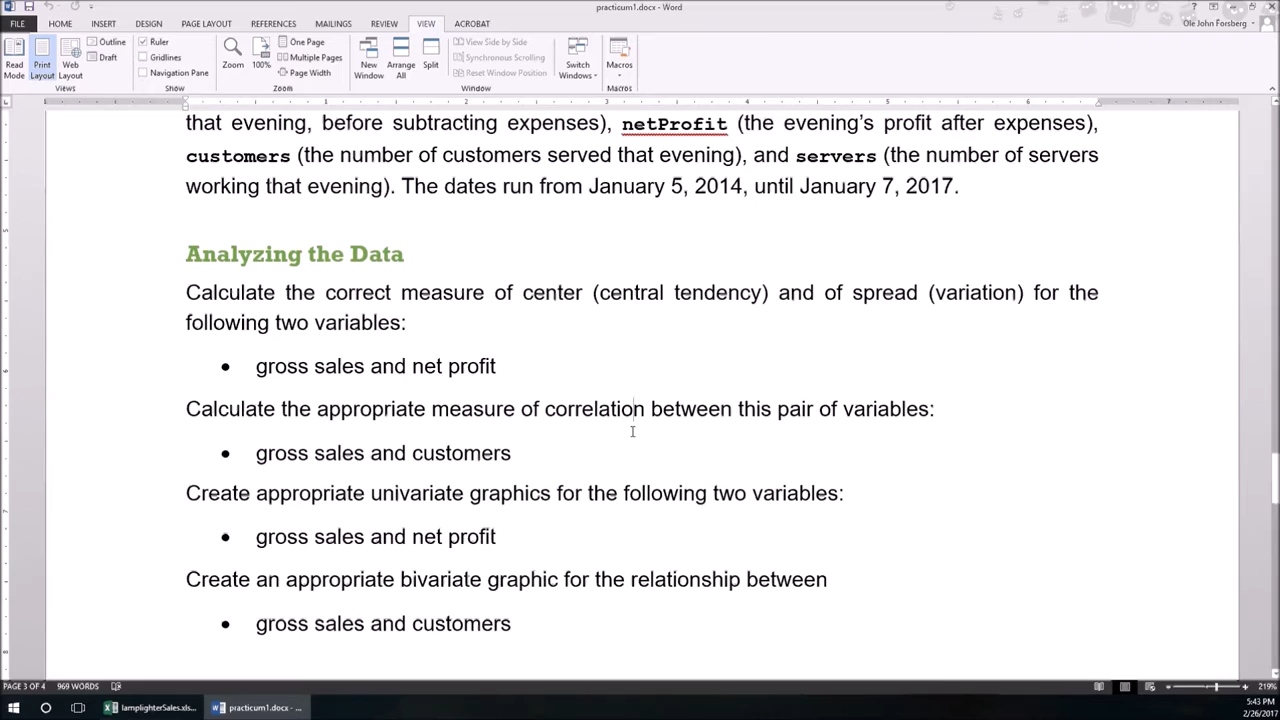 practicum1.docx - Word
FILE HOME INSERT DESIGN PAGE LAYOUT REFERENCES MAILINGS REVIEW VIEW ACROBAT
Ole John Forsberg
Read Mode
Print Layout
Web Layout
Outline
Draft
Views
Ruler
Gridlines
Navigation Pane
Show
Zoom
100%
One Page
Multiple Pages
Page Width
Zoom
New Window
Arrange All
Split
View Side by Side
Synchronous Scrolling
Reset Window Position
Window
Switch Windows
Macros
Macros
1 1 2 3 4 5 6 7
that evening, before subtracting expenses), netProfit (the evening's profit after expenses),
customers (the number of customers served that evening), and servers (the number of servers
working that evening). The dates run from January 5, 2014, until January 7, 2017.
Analyzing the Data
Calculate the correct measure of center (central tendency) and of spread (variation) for the
following two variables:
• gross sales and net profit
Calculate the appropriate measure of correlation between this pair of variables:
• gross sales and customers
Create appropriate univariate graphics for the following two variables:
• gross sales and net profit
Create an appropriate bivariate graphic for the relationship between
• gross sales and customers
PAGE 3 OF 4 969 WORDS
219%
lamplighterSales.xls...
practicum1.docx - ...
5:43 PM
2/26/2017